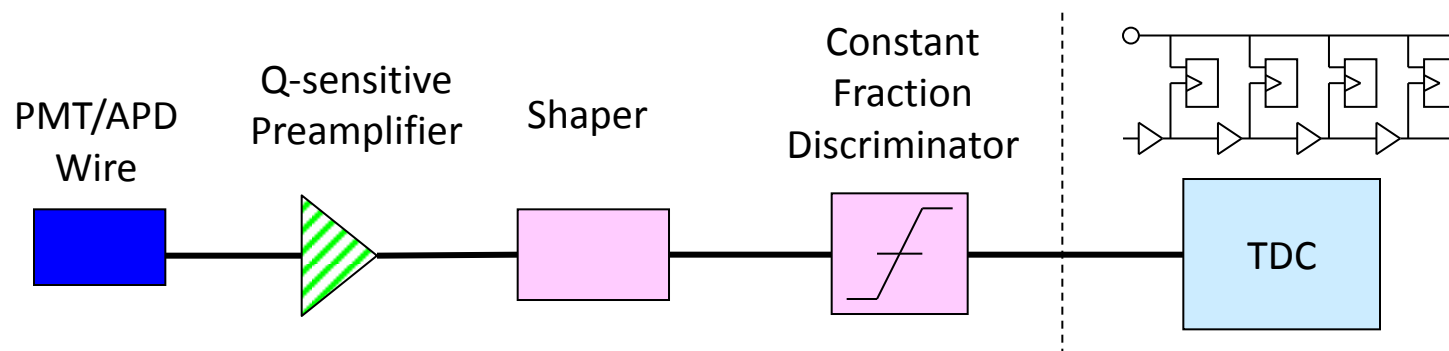 PMT/APD
Wire
Q-sensitive
Preamplifier
Shaper
Constant
Fraction
Discriminator
TDC